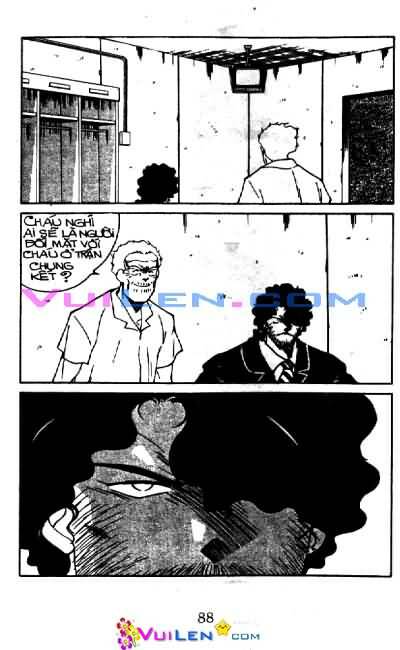 CHÁU NGHĨ
AI SẼ LÀ NGƯỜI
ĐỐI MẶT VỚI
CHÁU Ở TRẬN
CHUNG
KẾT?
VUILEN.COM
88
VUILEN.COM